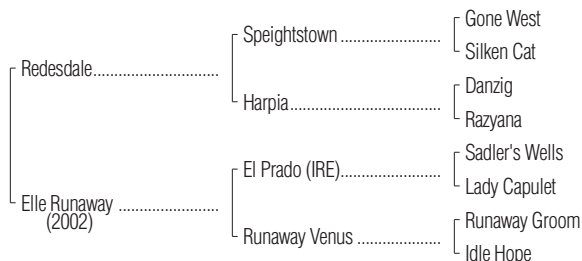 Gone West
Speightstown
Silken Cat
Redesdale
Danzig
Harpia
Razyana
Sadler's Wells
El Prado (IRE)
Lady Capulet
Elle Runaway
(2002)
Runaway Groom
Runaway Venus
Idle Hope